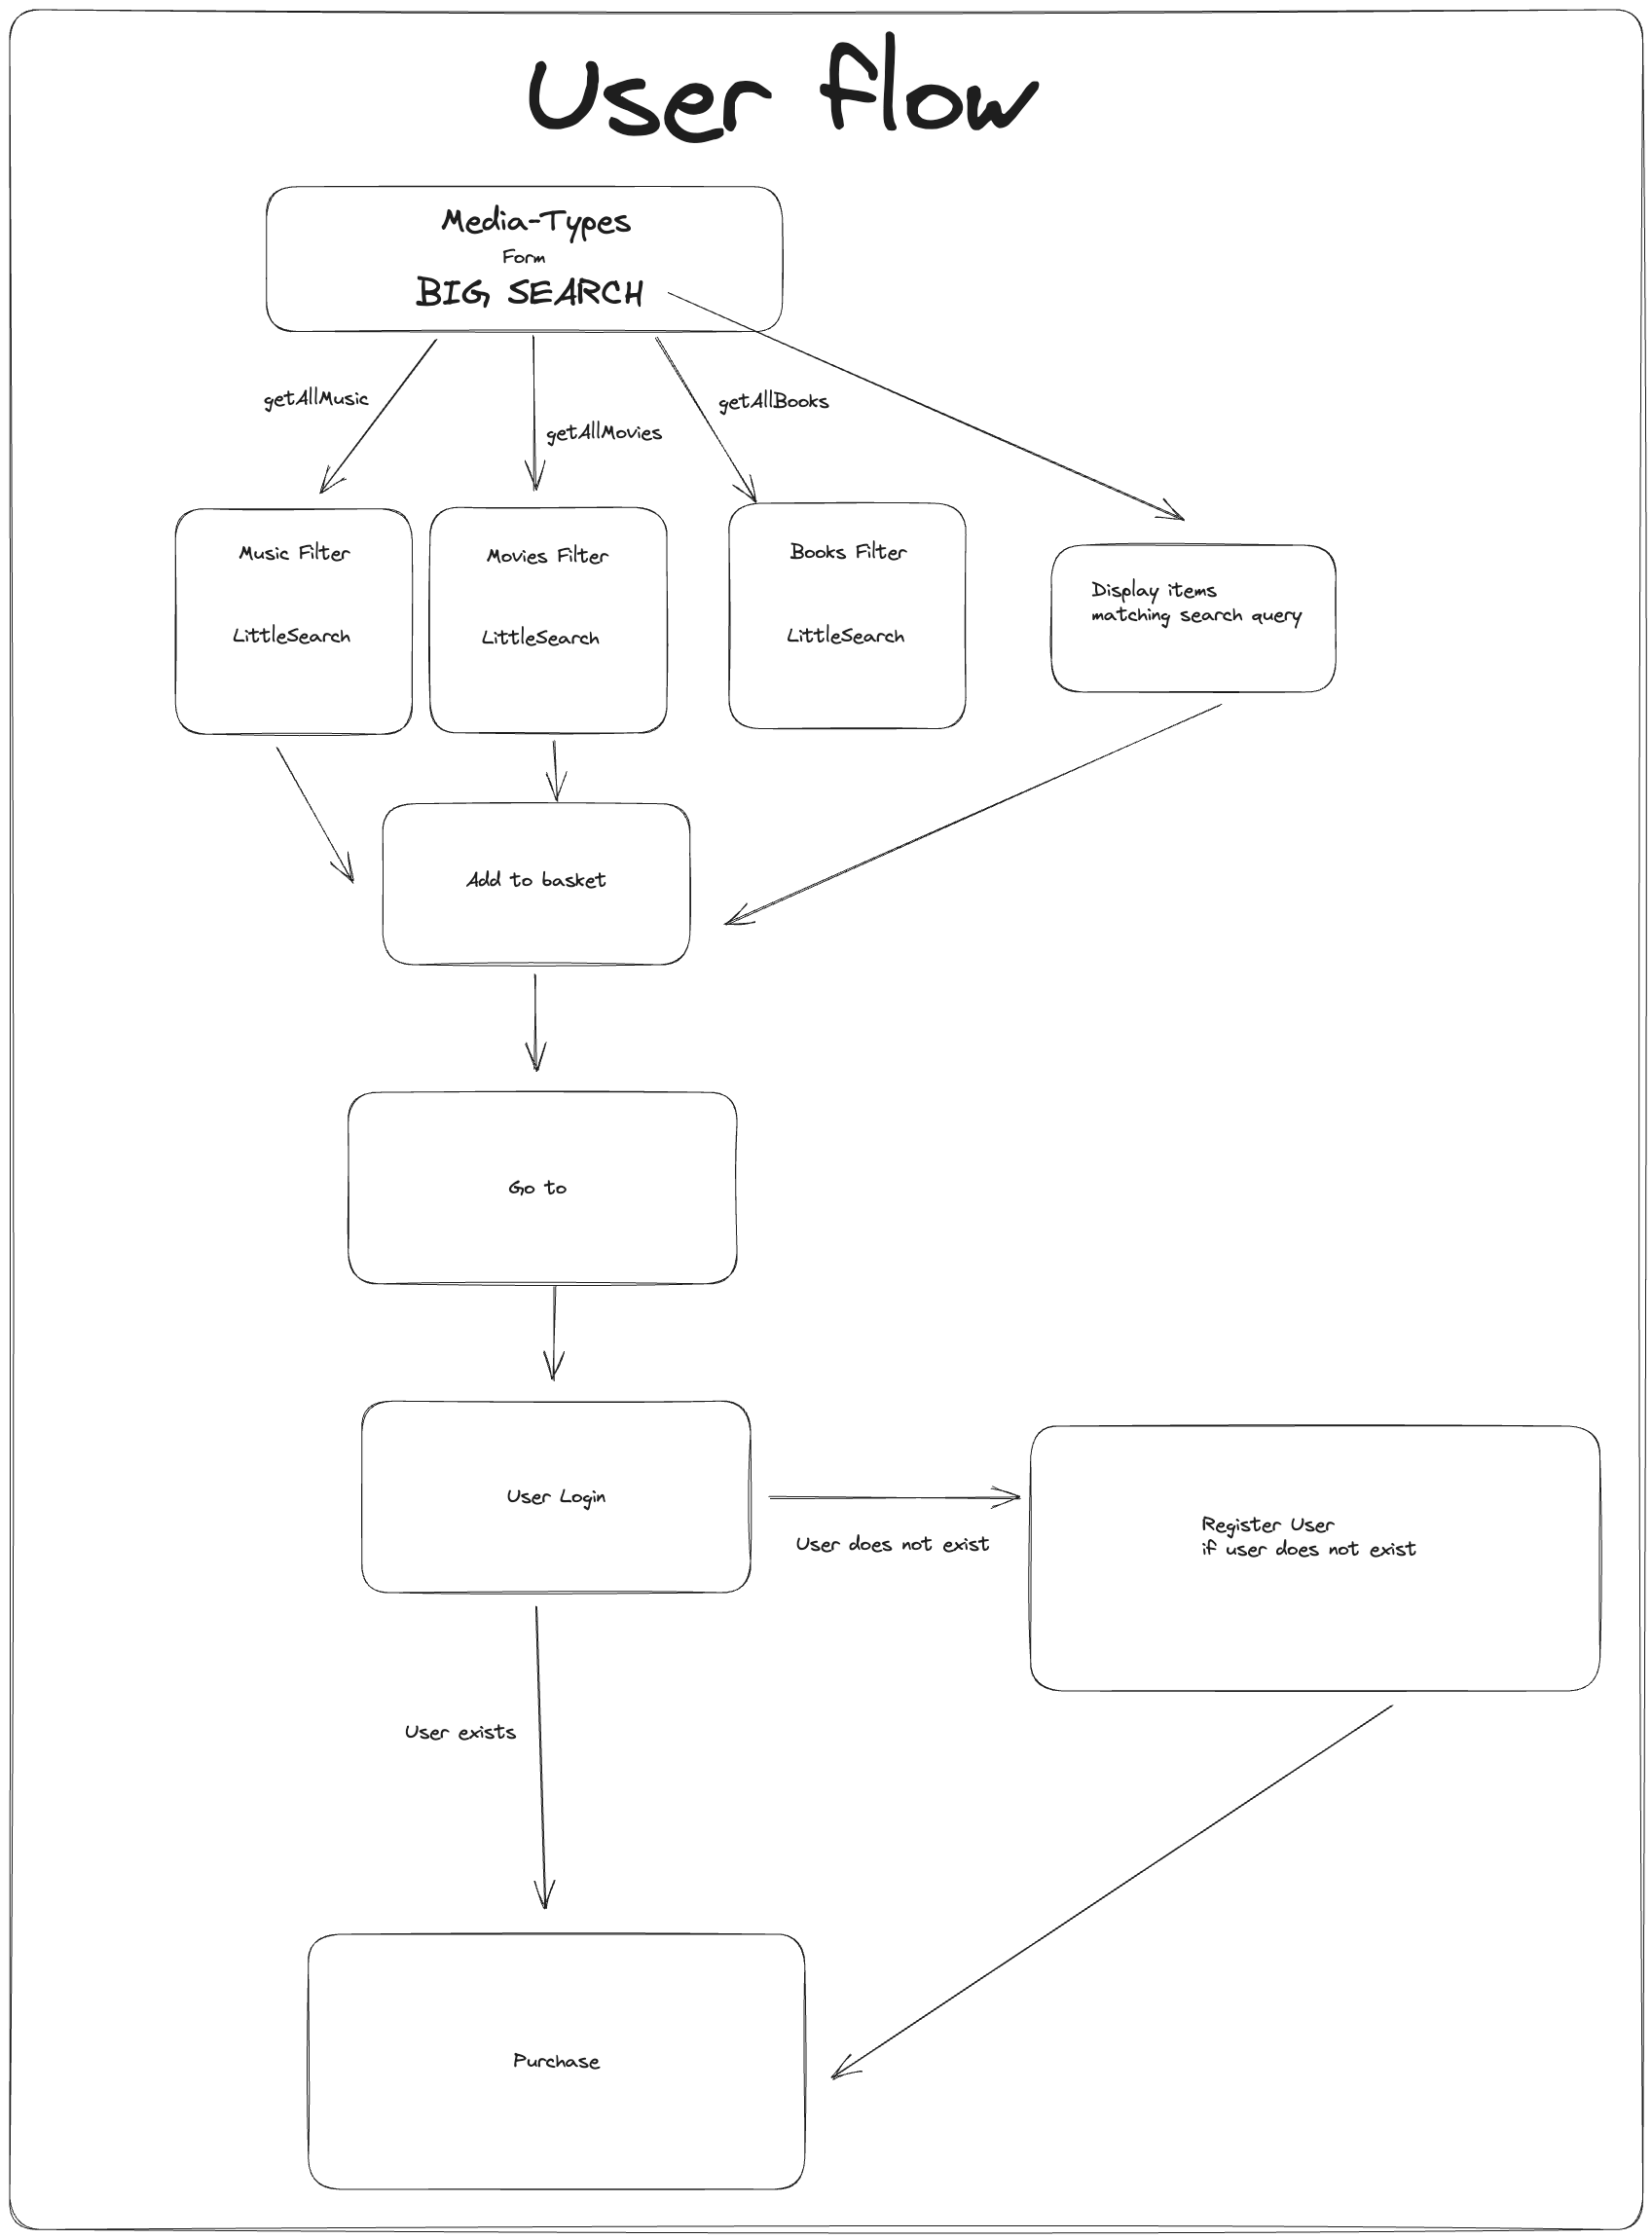 User flow
Media-Types
Form
BIG SEARCH
getAllMusic
getAllMovies
getAllBooks
Music Filter
LittleSearch
Movies Filter
LittleSearch
Books Filter
LittleSearch
Display items
matching search query
Add to basket
Go to
User Login
User does not exist
Register User
if user does not exist
User exists
Purchase